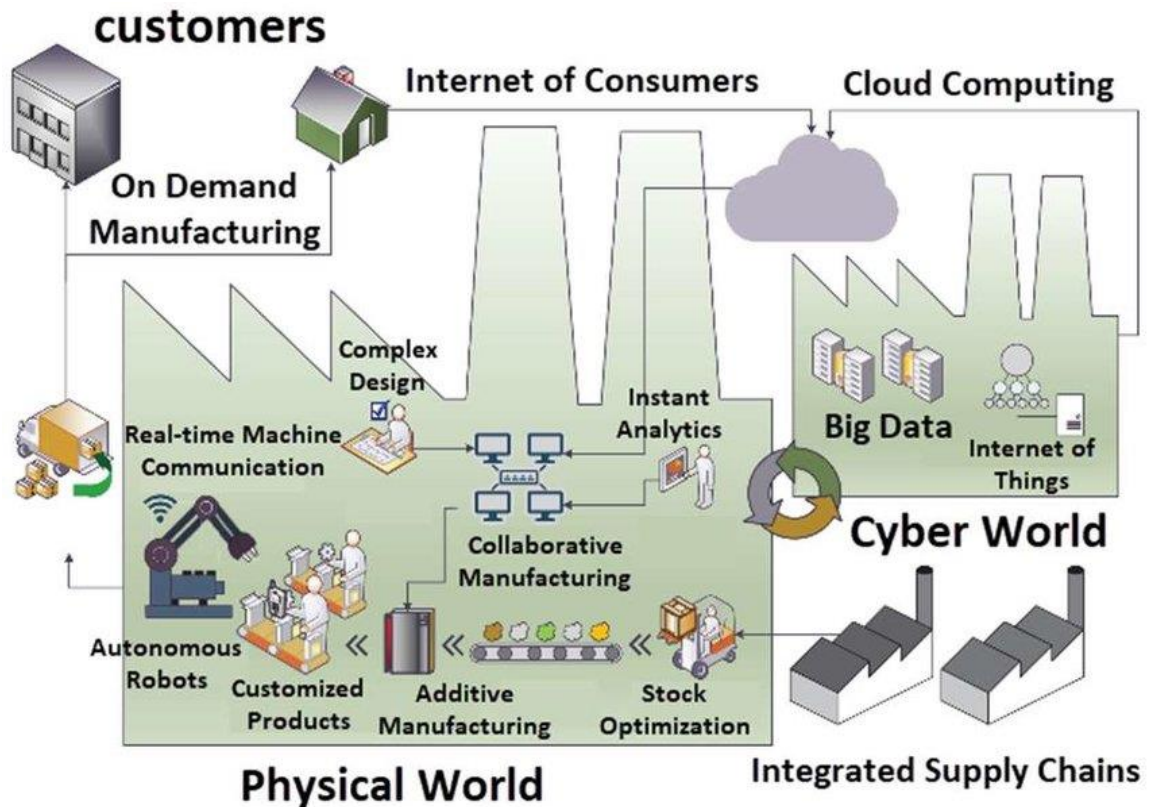 customers
Internet of Consumers
Cloud Computing
On Demand
Manufacturing
Complex
Design
Instant
Analytics
Real-time Machine
Communication
Big Data
Internet of
Things
Cyber World
Collaborative
Manufacturing
Autonomous
Robots
Customized
Products
Additive
Manufacturing
Stock
Optimization
Physical World
Integrated Supply Chains